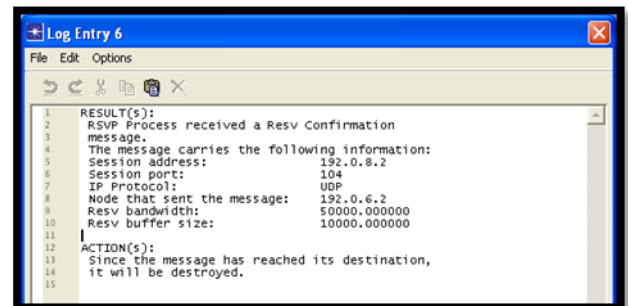 Log Entry 6
File Edit Options
1 RESULT(s):
2 RSVP Process received a Resv Confirmation
3 message.
4 The message carries the following information:
5 Session address: 192.0.8.2
6 Session port: 104
7 IP Protocol: UDP
8 Node that sent the message: 192.0.6.2
9 Resv bandwidth: 50000.000000
10 Resv buffer size: 10000.000000
11
12 ACTION(s):
13 Since the message has reached its destination,
14 it will be destroyed.
15